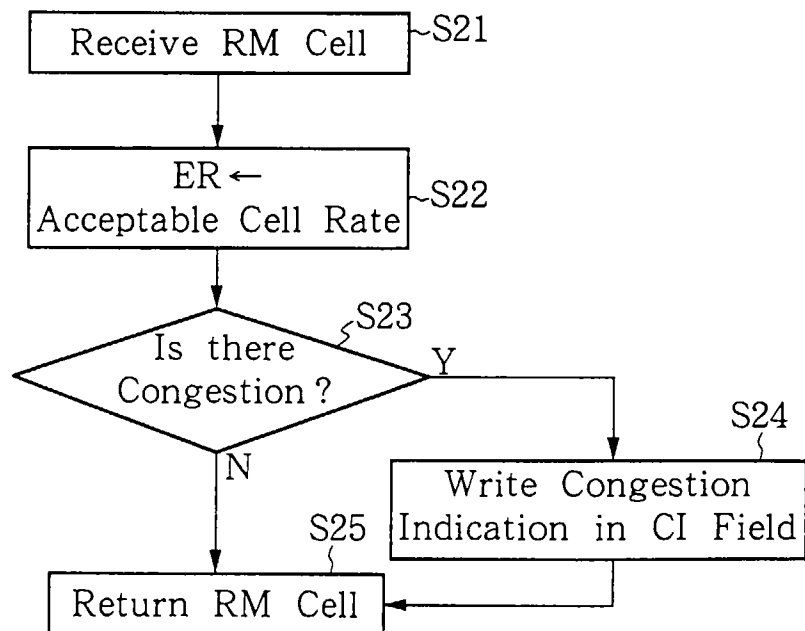 Receive RM Cell
S21
ER ←
Acceptable Cell Rate
S22
S23
Is there
Congestion?
Y
N
S24
Write Congestion
Indication in CI Field
S25
Return RM Cell